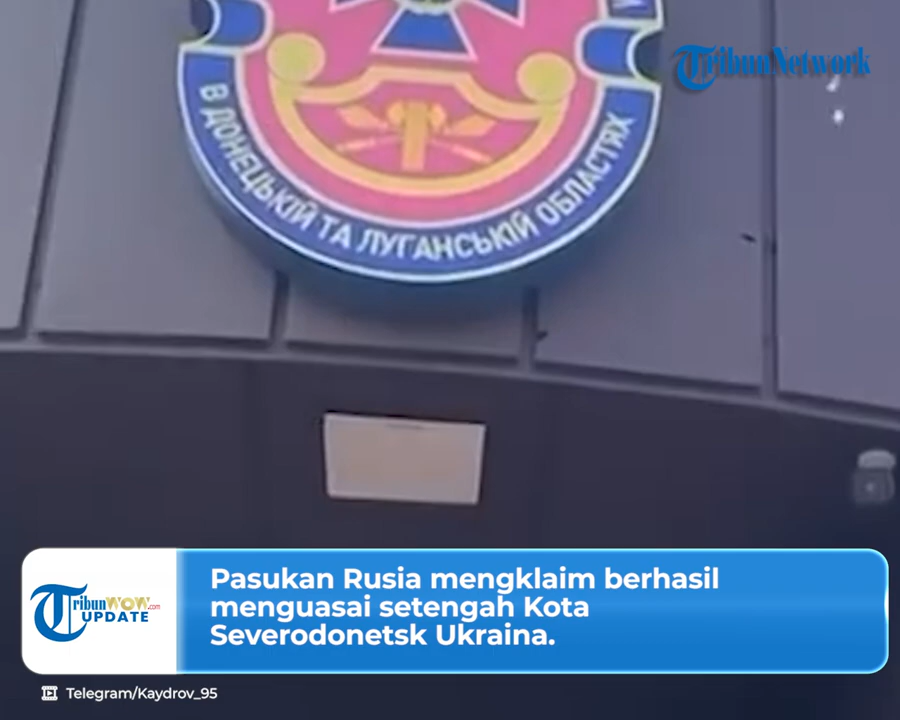 TribunNetwork
В ДОНЕЦЬКІЙ ТА ЛУГАНСЬКІЙ ОБЛАСТЯХ
Pasukan Rusia mengklaim berhasil
menguasai setengah Kota
Severodonetsk Ukraina.
TribunWOW.com
UPDATE
Telegram/Kaydrov_95